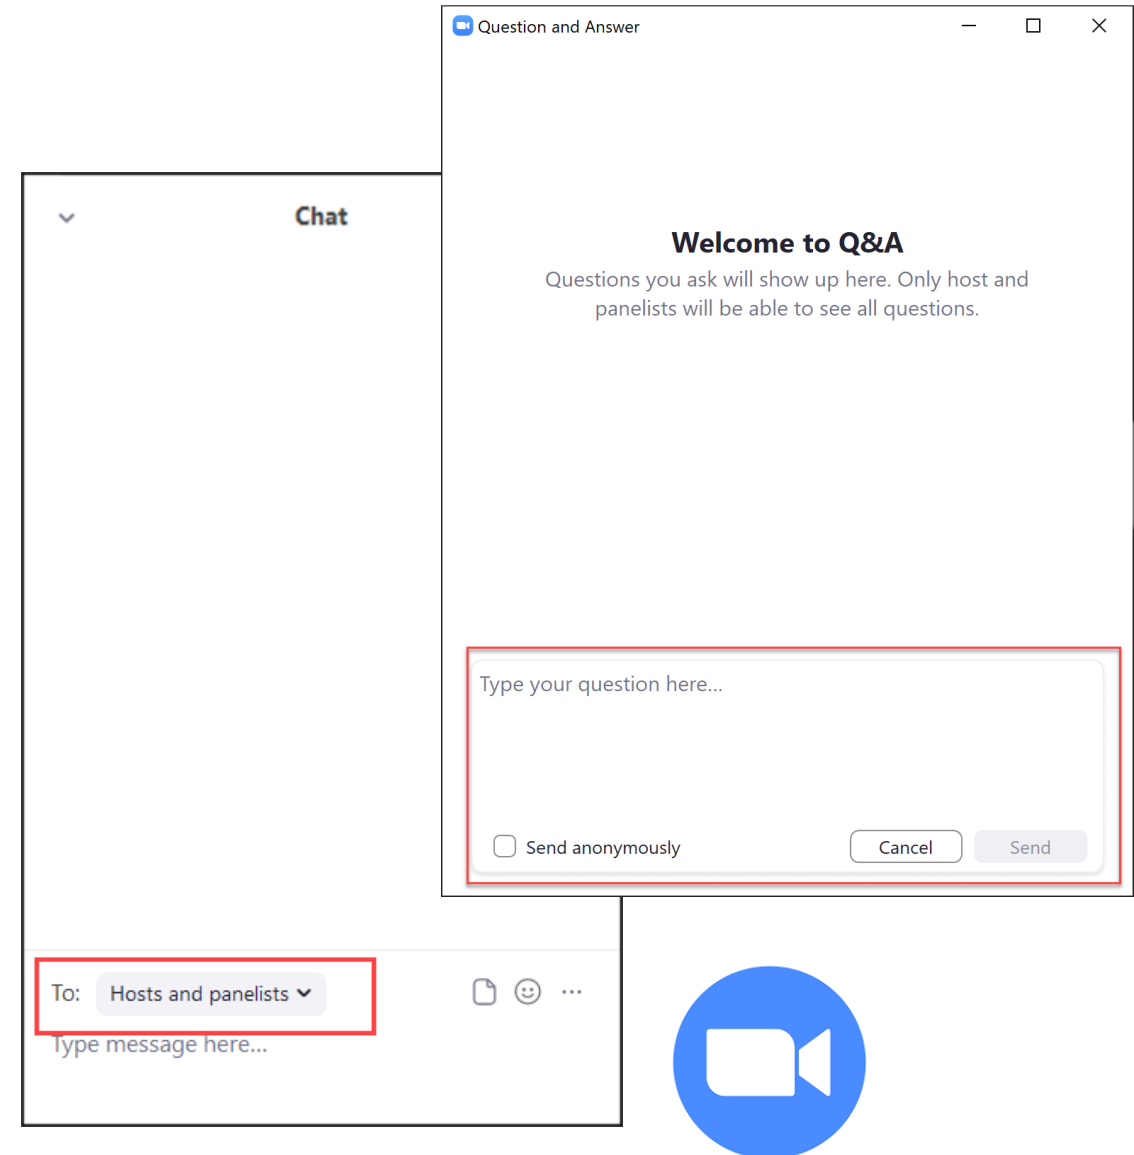 Question and Answer
Chat
Welcome to Q&A
Questions you ask will show up here. Only host and
panelists will be able to see all questions.
Type your question here...
Send anonymously
Cancel
Send
To:
Hosts and panelists
Type message here...